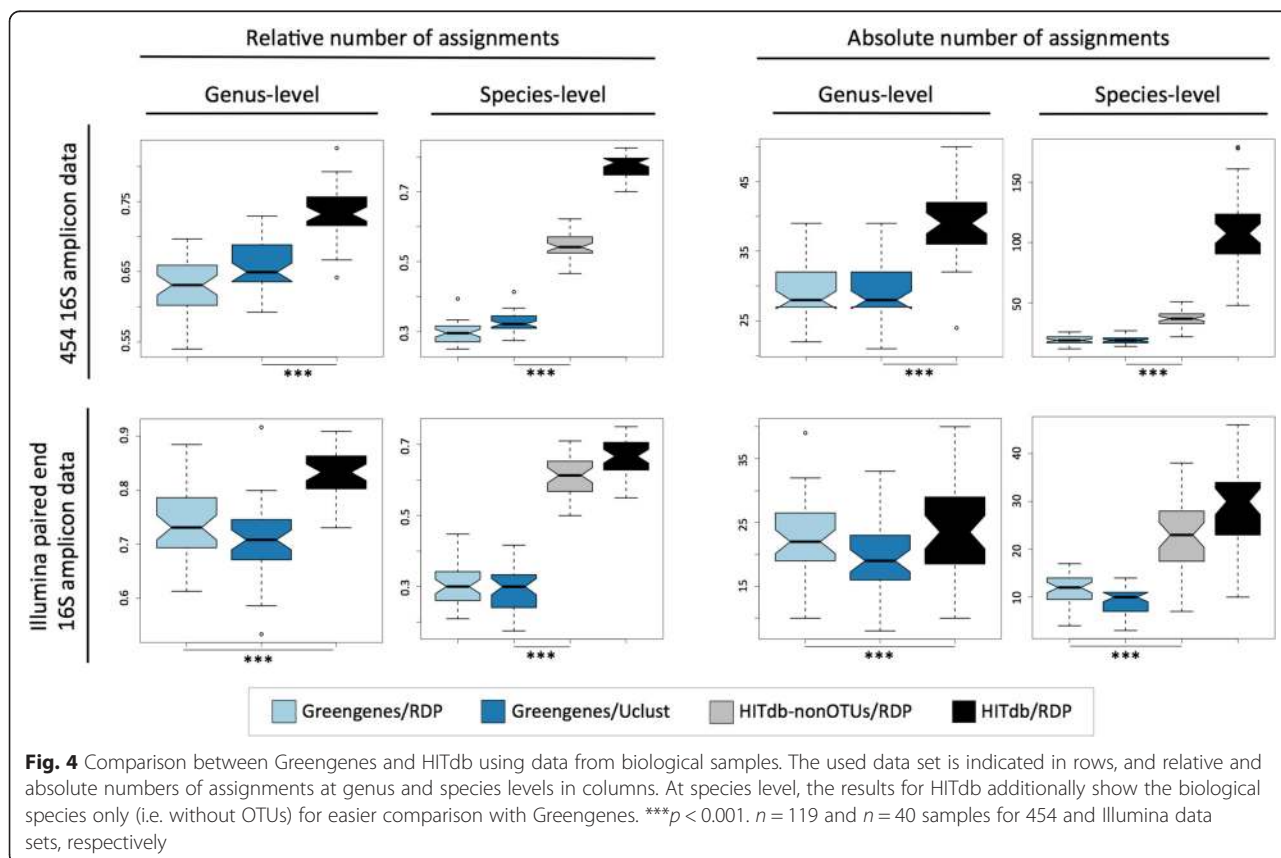 Relative number of assignments
Absolute number of assignments
Genus-level
Species-level
Genus-level
Species-level
454 16S amplicon data
0.75
0.65
0.55
***
0.7
0.5
0.3
***
45
35
25
***
150
100
50
***
Illumina paired end
16S amplicon data
0.9
0.8
0.7
0.6
***
0.7
0.5
0.3
***
35
25
15
***
40
30
20
10
***
Greengenes/RDP
Greengenes/Uclust
HITdb-nonOTUs/RDP
HITdb/RDP
Fig. 4 Comparison between Greengenes and HITdb using data from biological samples. The used data set is indicated in rows, and relative and
absolute numbers of assignments at genus and species levels in columns. At species level, the results for HITdb additionally show the biological
species only (i.e. without OTUs) for easier comparison with Greengenes. ***p < 0.001. n = 119 and n = 40 samples for 454 and Illumina data
sets, respectively